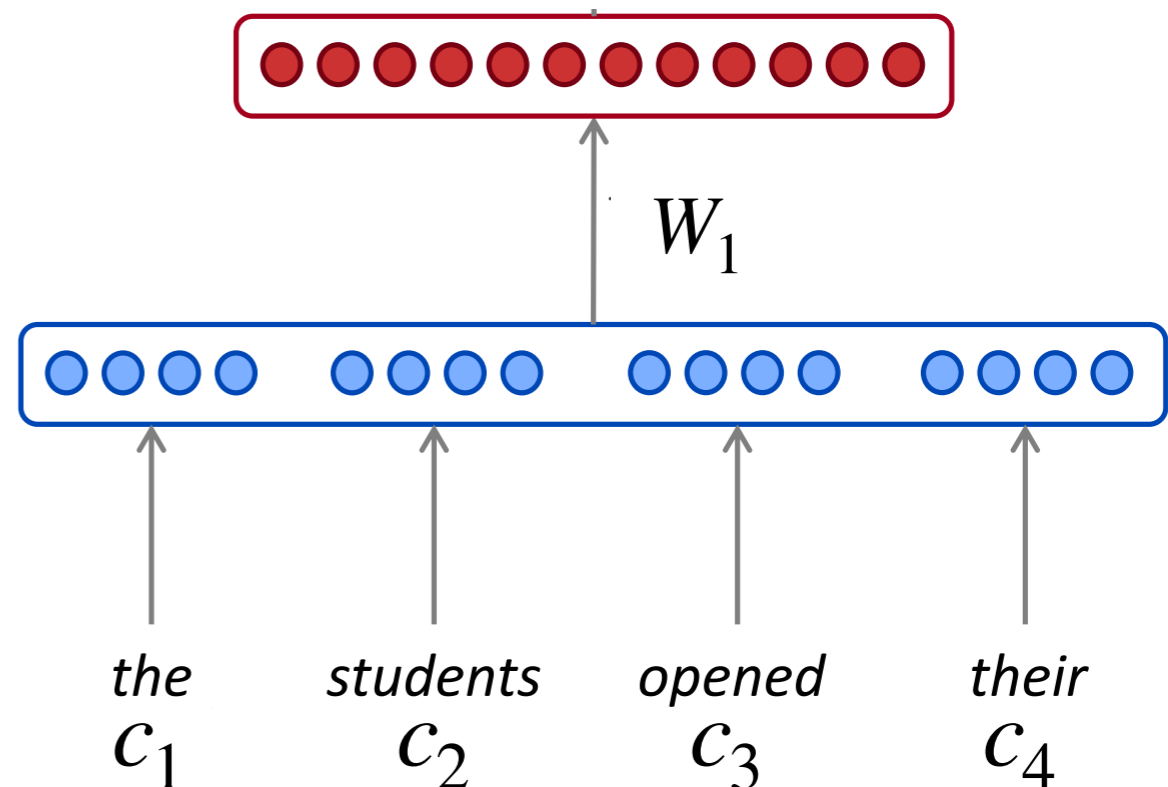 W₁
the students opened their
c₁ c₂ c₃ c₄